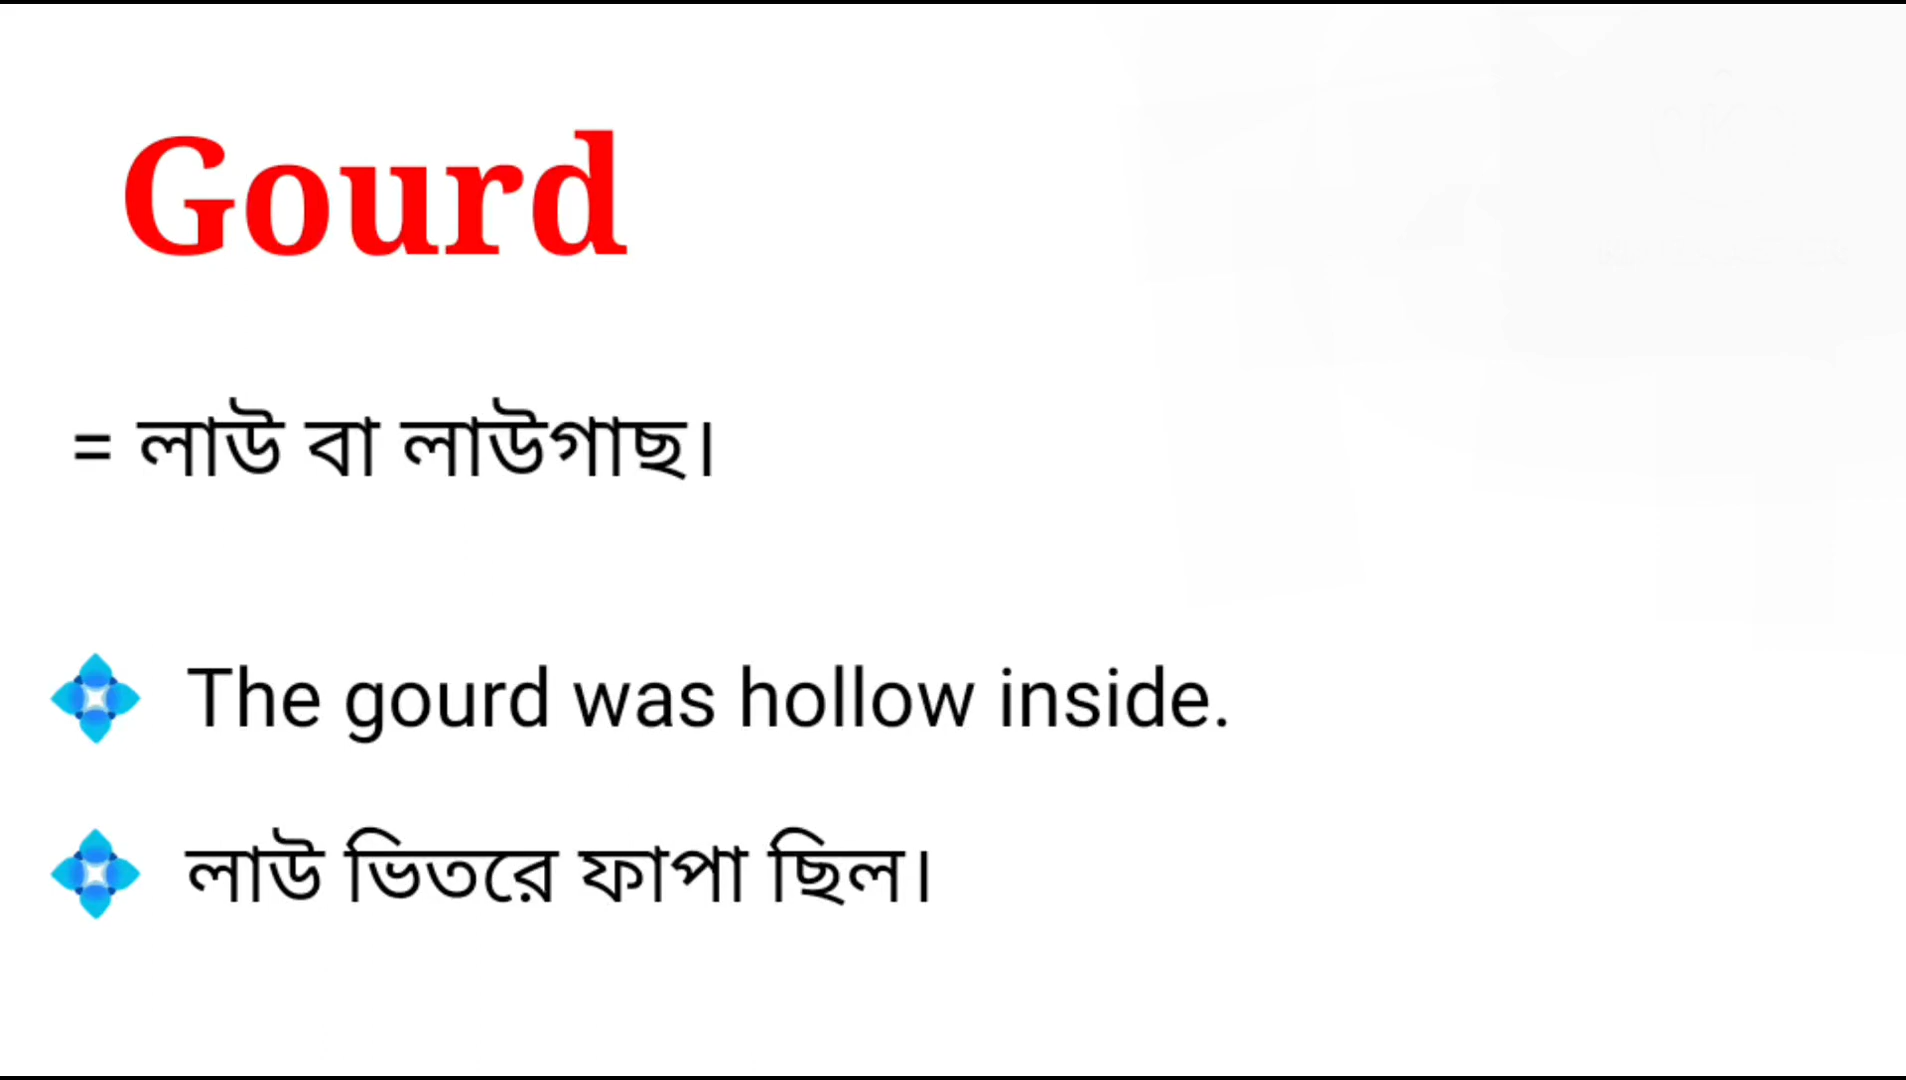 Gourd
= লাউ বা লাউগাছ।
The gourd was hollow inside.
লাউ ভিতরে ফাপা ছিল।